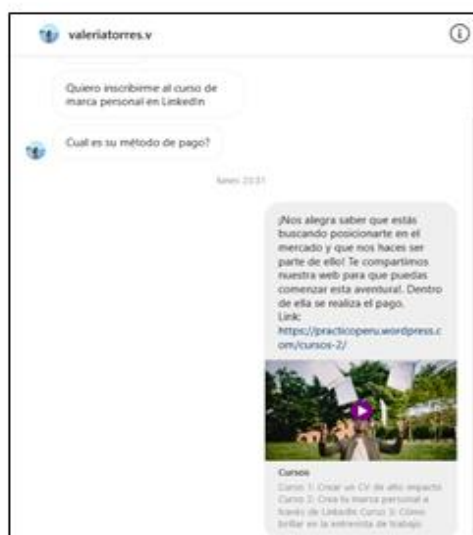 valeriatorres.v
Quiero inscribirme al curso de
marca personal en LinkedIn
Cual es su método de pago?
lunes 20:31
¡Nos alegra saber que estás
buscando posicionarte en el
mercado y que nos haces ser
parte de ello! Te compartimos
nuestra web para que puedas
comenzar esta aventura!. Dentro
de ella se realiza el pago.
Link:
https://practicoperu.wordpress.c
om/cursos-2/
Cursos
Curso 1: Crear un CV de alto impacto
Curso 2: Crea tu marca personal a
través de LinkedIn Curso 3: Cómo
brillar en la entrevista de trabajo